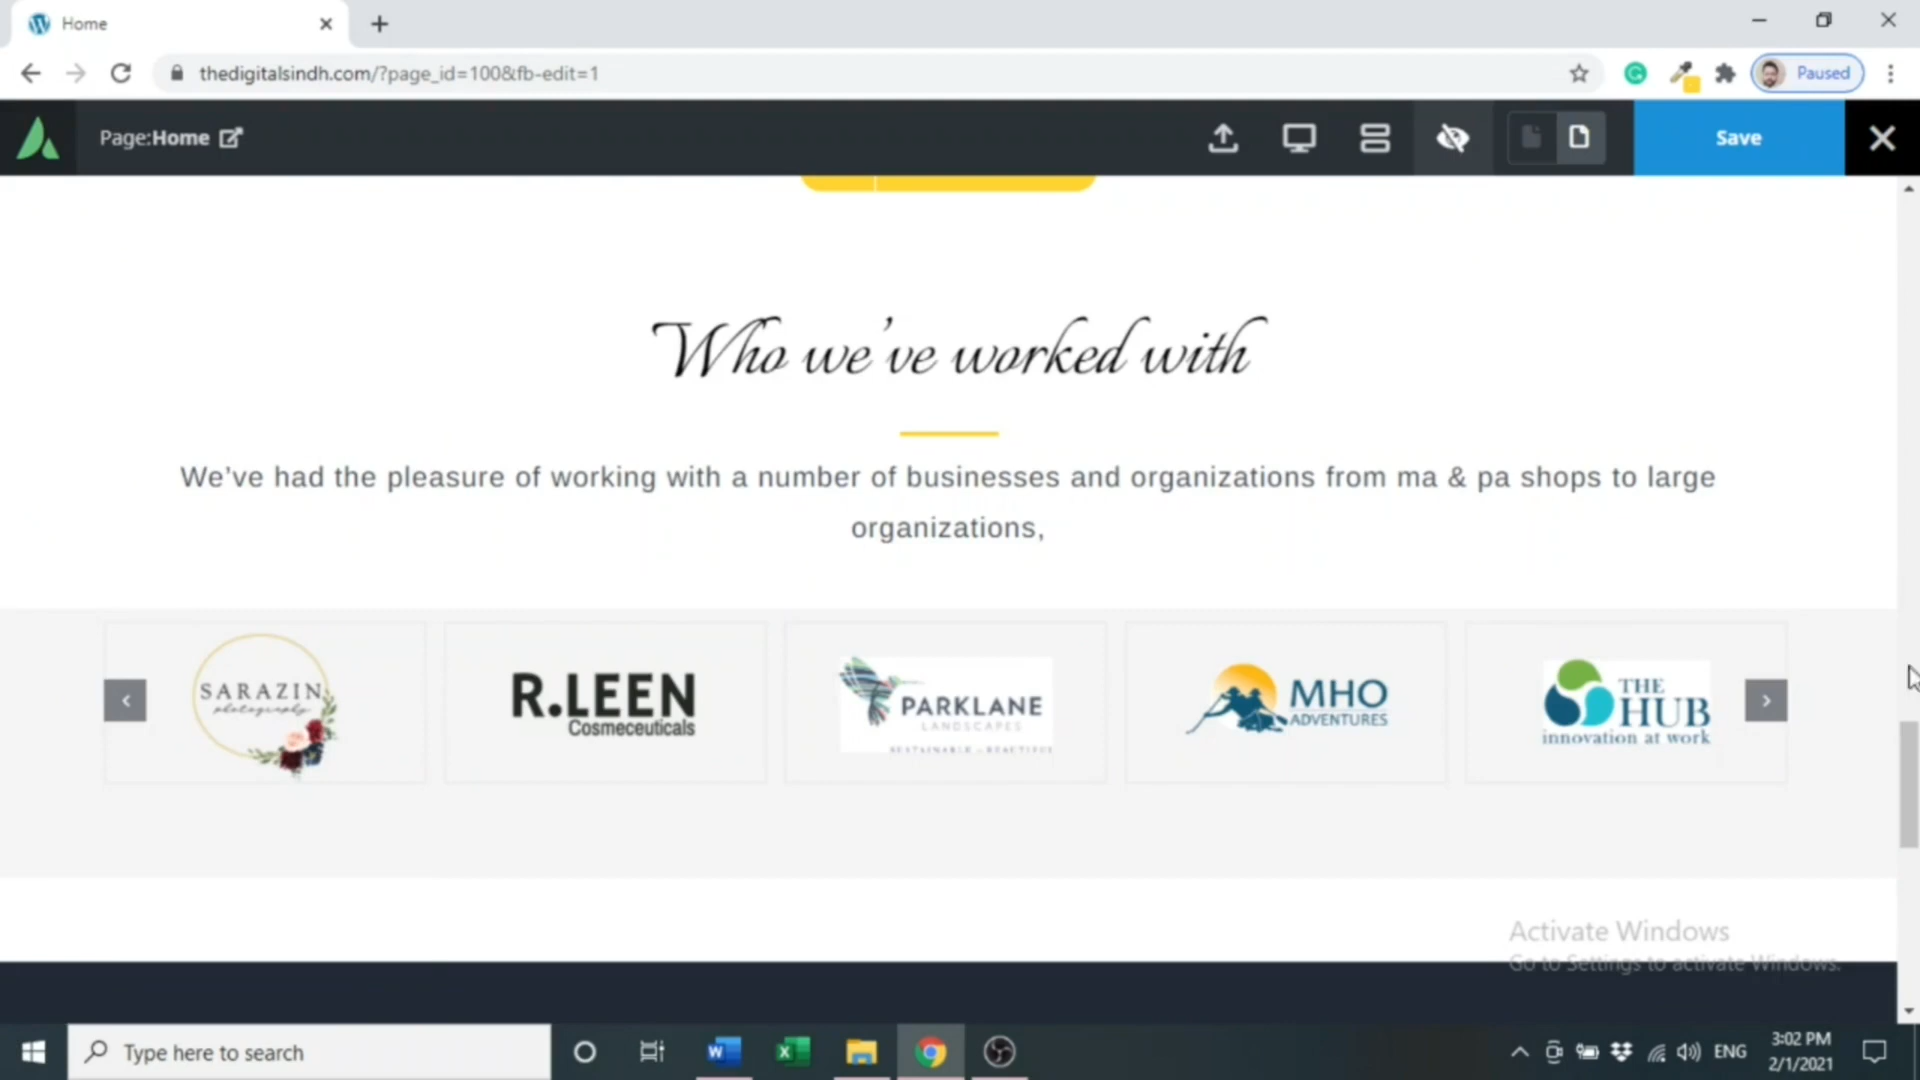 Home
thedigitalsindh.com/?page_id=100&fb-edit=1
Paused
Page:Home
Save
Who we've worked with
We've had the pleasure of working with a number of businesses and organizations from ma & pa shops to large
organizations,
SARAZIN
photography
R.LEEN
Cosmeceuticals
PARKLANE
LANDSCAPES
SUSTAINABLE - BEAUTIFUL
MHO
ADVENTURES
THE
HUB
innovation at work
Activate Windows
Go to Settings to activate Windows.
Type here to search
ENG
3:02 PM
2/1/2021